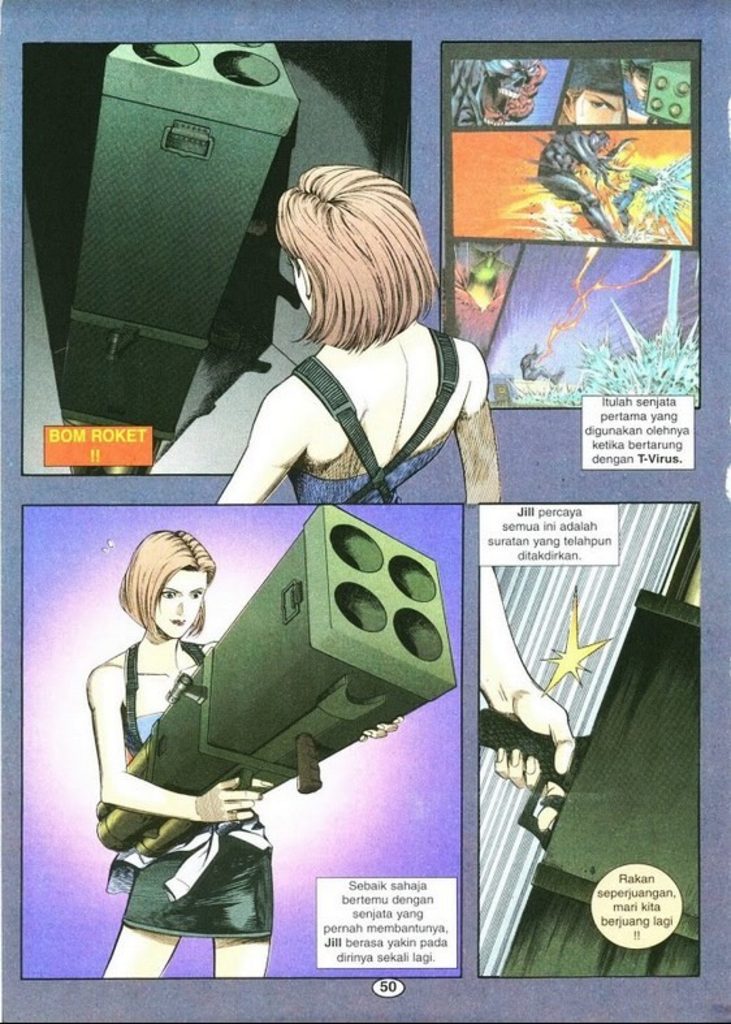 BOM ROKET
!!
Itulah senjata
pertama yang
digunakan olehnya
ketika bertarung
dengan T-Virus.
Sebaik sahaja
bertemu dengan
senjata yang
pernah membantunya,
Jill berasa yakin pada
dirinya sekali lagi.
Jill percaya
semua ini adalah
suratan yang telahpun
ditakdirkan.
Rakan
seperjuangan,
mari kita
berjuang lagi
!!
50